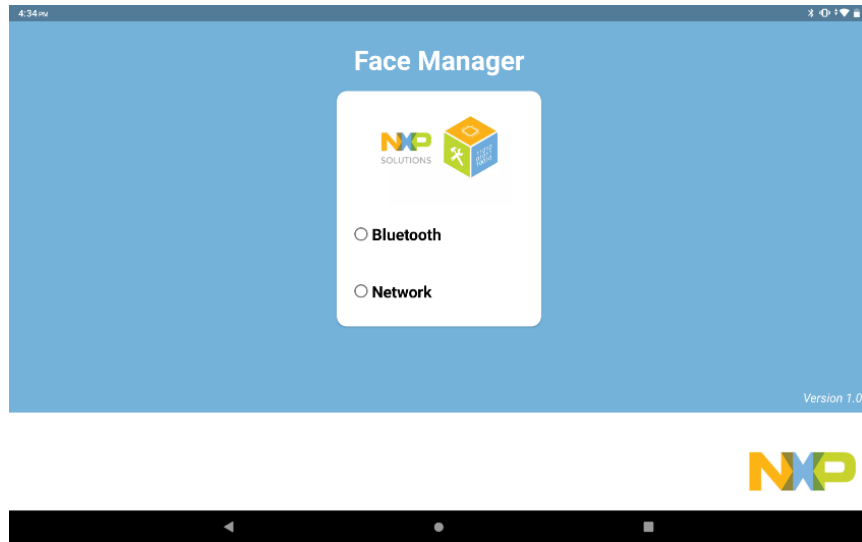 4:34 PM
Face Manager
NXP
SOLUTIONS
Bluetooth
Network
Version 1.0
NXP